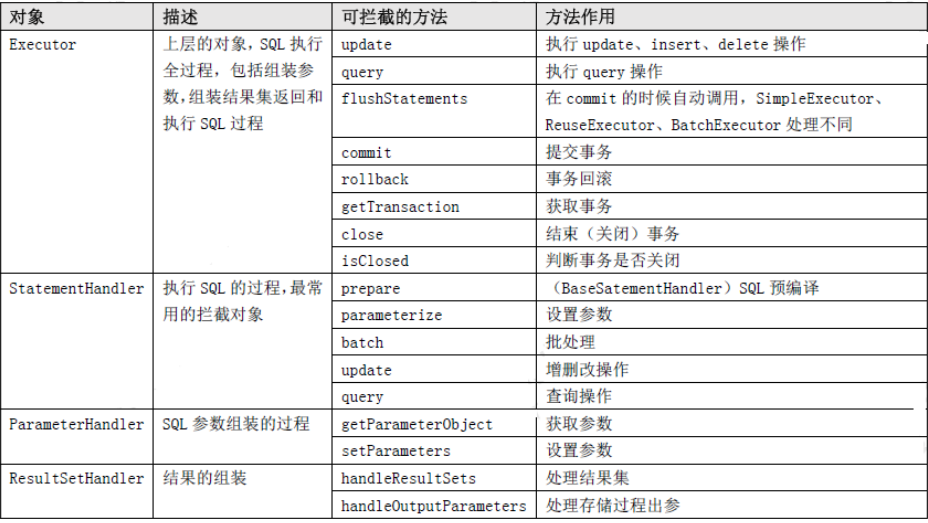 对象 描述 可拦截的方法 方法作用
Executor 上层的对象,SQL 执行 update 执行 update、insert、delete 操作
全过程，包括组装参 query 执行 query 操作
数,组装结果集返回和 flushStatements 在 commit 的时候自动调用，SimpleExecutor、
执行 SQL 过程 ReuseExecutor、BatchExecutor 处理不同
commit 提交事务
rollback 事务回滚
getTransaction 获取事务
close 结束（关闭）事务
isClosed 判断事务是否关闭
StatementHandler 执行 SQL 的过程,最常 prepare （BaseSatementHandler）SQL 预编译
用的拦截对象 parameterize 设置参数
batch 批处理
update 增删改操作
query 查询操作
ParameterHandler SQL 参数组装的过程 getParameterObject 获取参数
setParameters 设置参数
ResultSetHandler 结果的组装 handleResultSets 处理结果集
handleOutputParameters 处理存储过程出参